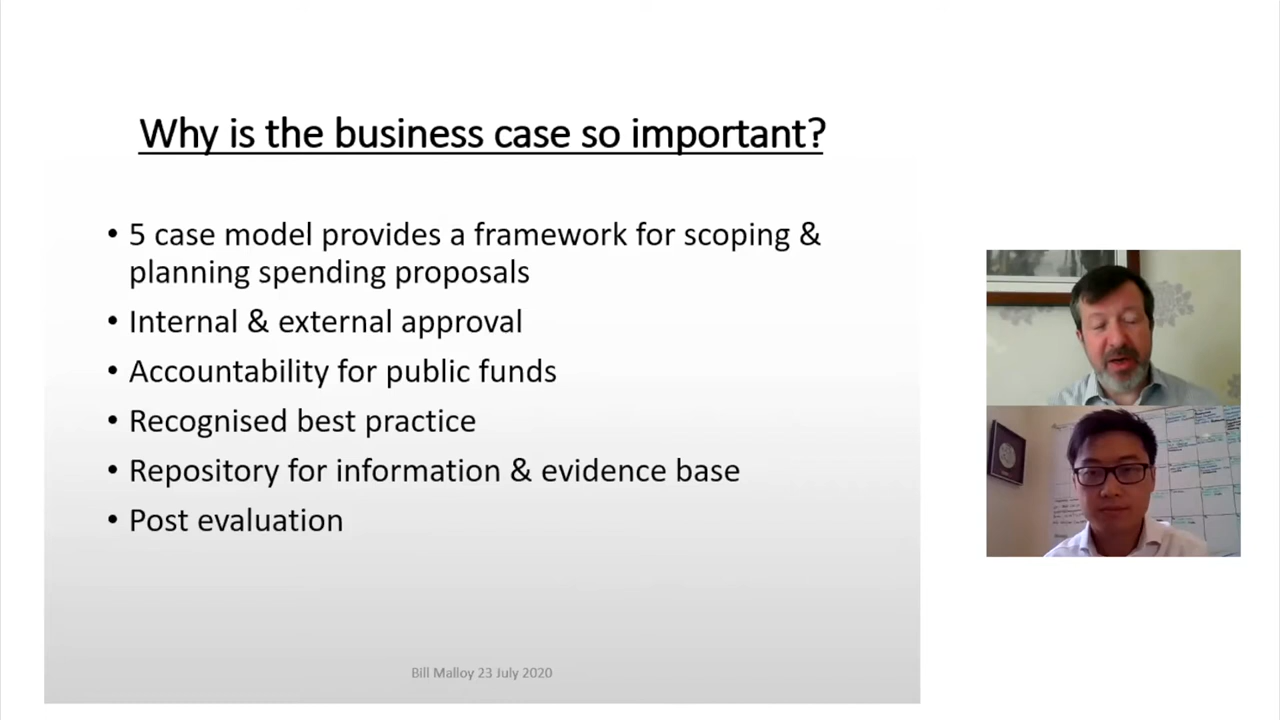 Why is the business case so important?
• 5 case model provides a framework for scoping &
planning spending proposals
• Internal & external approval
• Accountability for public funds
• Recognised best practice
• Repository for information & evidence base
• Post evaluation
Bill Malloy 23 July 2020